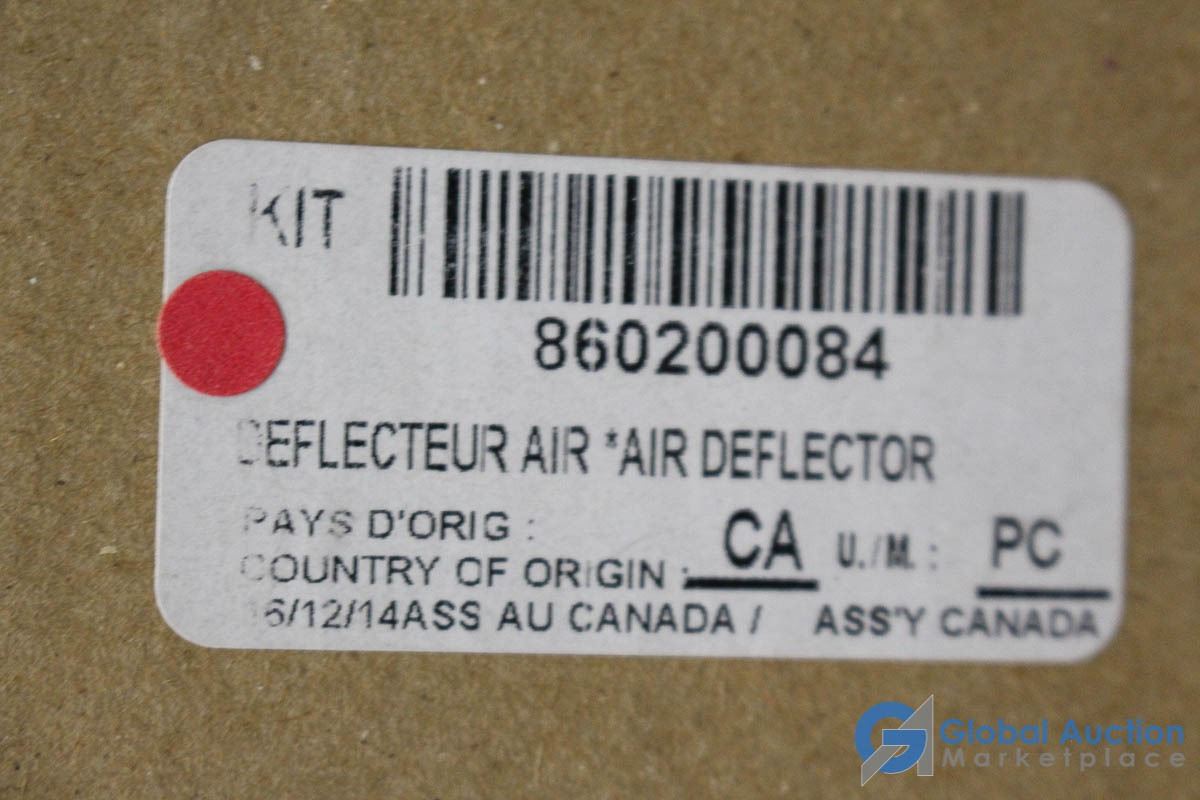 KIT
860200084
DEFLECTEUR AIR *AIR DEFLECTOR
PAYS D'ORIG :
COUNTRY OF ORIGIN : CA U./M. : PC
16/12/14ASS AU CANADA / ASS'Y CANADA
Global Auction
Marketplace